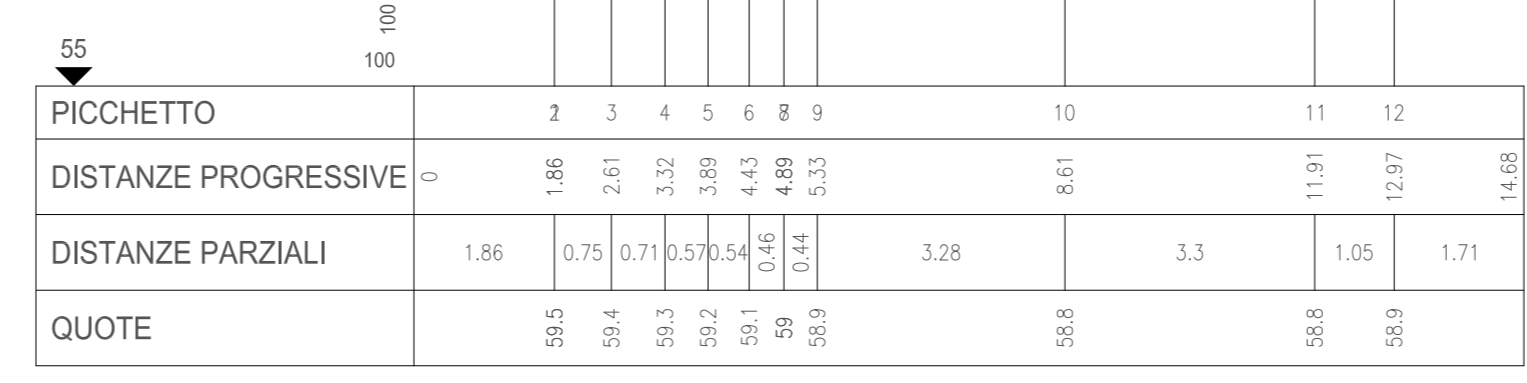 100
55
100
PICCHETTO 1 2 3 4 5 6 7 8 9 10 11 12
DISTANZE PROGRESSIVE 0 1.86 2.61 3.32 3.89 4.43 4.89 5.33 8.61 11.91 12.97 14.68
DISTANZE PARZIALI 1.86 0.75 0.71 0.57 0.54 0.46 0.44 3.28 3.3 1.05 1.71
QUOTE 59.5 59.4 59.3 59.2 59.1 59 58.9 58.8 58.8 58.9